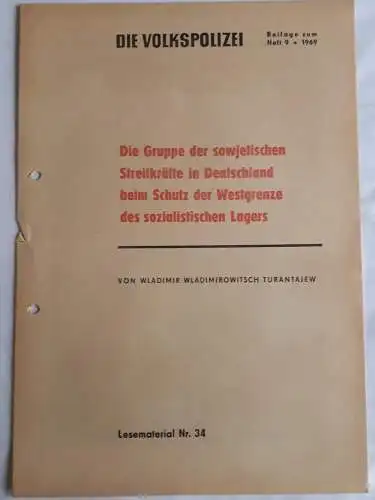 DIE VOLKSPOLIZEI
Beilage zum
Heft 9 • 1969
Die Gruppe der sowjetischen
Streitkräfte in Deutschland
beim Schutz der Westgrenze
des sozialistischen Lagers
VON WLADIMIR WLADIMIROWITSCH TURANTAJEW
Lesematerial Nr. 34